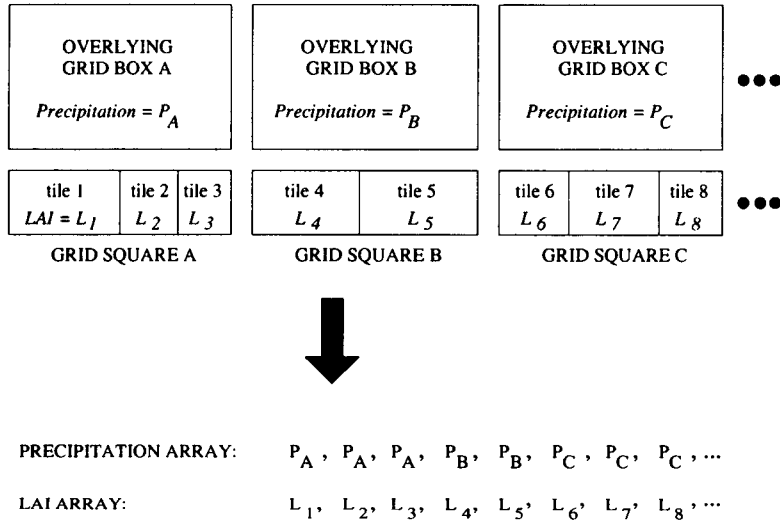 OVERLYING GRID BOX A
Precipitation = P_A
OVERLYING GRID BOX B
Precipitation = P_B
OVERLYING GRID BOX C
Precipitation = P_C
•••
tile 1 tile 2 tile 3
LAI = L_1 L_2 L_3
tile 4 tile 5
L_4 L_5
tile 6 tile 7 tile 8
L_6 L_7 L_8
•••
GRID SQUARE A GRID SQUARE B GRID SQUARE C
PRECIPITATION ARRAY: P_A, P_A, P_A, P_B, P_B, P_C, P_C, P_C, ...
LAI ARRAY: L_1, L_2, L_3, L_4, L_5, L_6, L_7, L_8, ...